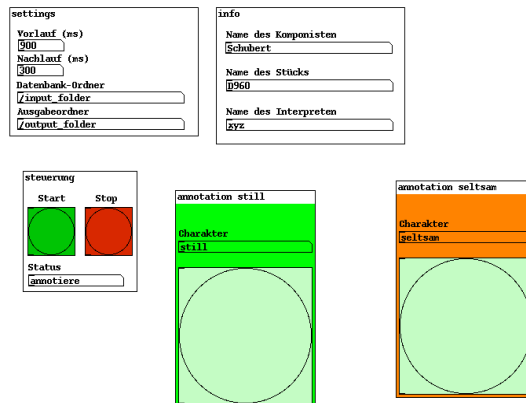 settings
Vorlauf (ms)
900
Nachlauf (ms)
300
Datenbank-Ordner
/input_folder
Ausgabeordner
/output_folder
info
Name des Komponisten
Schubert
Name des Stücks
D960
Name des Interpreten
xyz
steuerung
Start Stop
Status
annotiere
annotation still
Charakter
still
annotation seltsam
Charakter
seltsam